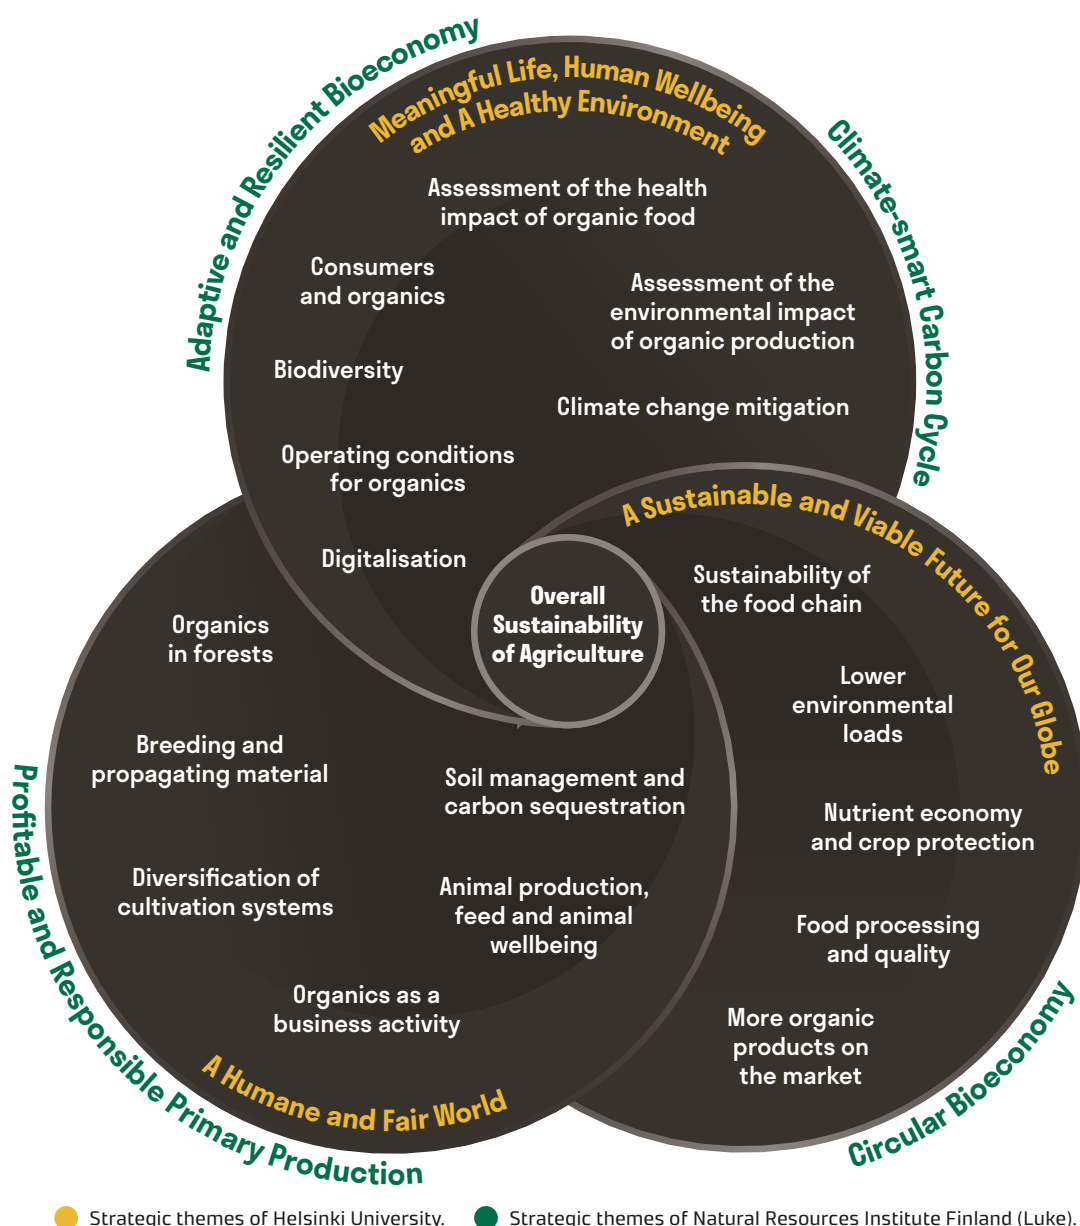 Adaptive and Resilient Bioeconomy
Meaningful Life, Human Wellbeing
and A Healthy Environment
Climate-smart Carbon Cycle
Assessment of the health
impact of organic food
Consumers
and organics
Assessment of the
environmental impact
of organic production
Biodiversity
Climate change mitigation
Operating conditions
for organics
Digitalisation
Overall
Sustainability
of Agriculture
A Sustainable and Viable Future for Our Globe
Sustainability of
the food chain
Lower
environmental
loads
Nutrient economy
and crop protection
Food processing
and quality
More organic
products on
the market
Circular Bioeconomy
Organics
in forests
Breeding and
propagating material
Soil management and
carbon sequestration
Diversification of
cultivation systems
Animal production,
feed and animal
wellbeing
Organics as a
business activity
A Humane and Fair World
Profitable and Responsible Primary Production
Strategic themes of Helsinki University.
Strategic themes of Natural Resources Institute Finland (Luke).